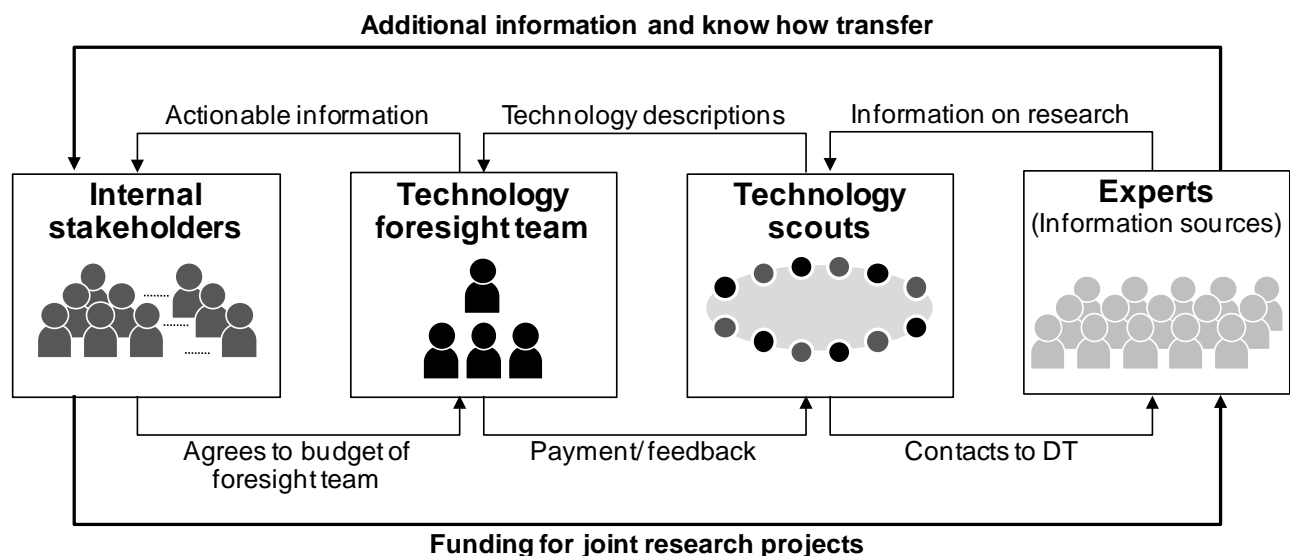 Additional information and know how transfer
Actionable information
Technology descriptions
Information on research
Internal
stakeholders
Technology
foresight team
Technology
scouts
Experts
(Information sources)
Agrees to budget of
foresight team
Payment/feedback
Contacts to DT
Funding for joint research projects